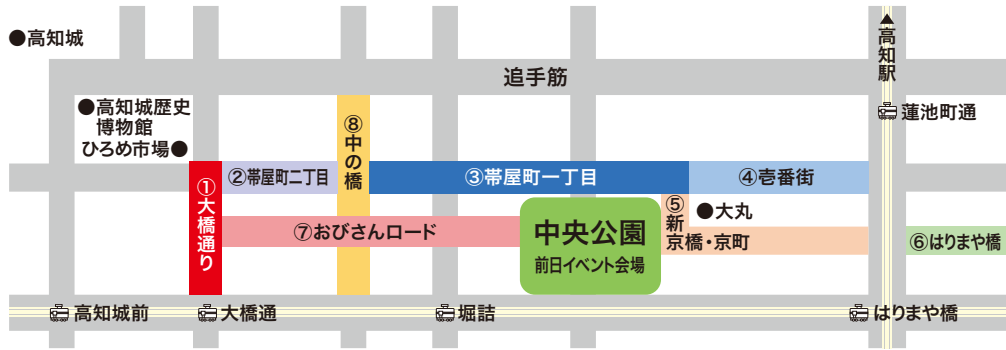 ●高知城
▲高知駅
追手筋
●高知城歴史
博物館
ひろめ市場●
蓮池町通
⑧中の橋
①大橋通り
②帯屋町二丁目
③帯屋町一丁目
④壱番街
⑤新
京橋・京町
●大丸
⑦おびさんロード
中央公園
前日イベント会場
⑥はりまや橋
高知城前
大橋通
堀詰
はりまや橋